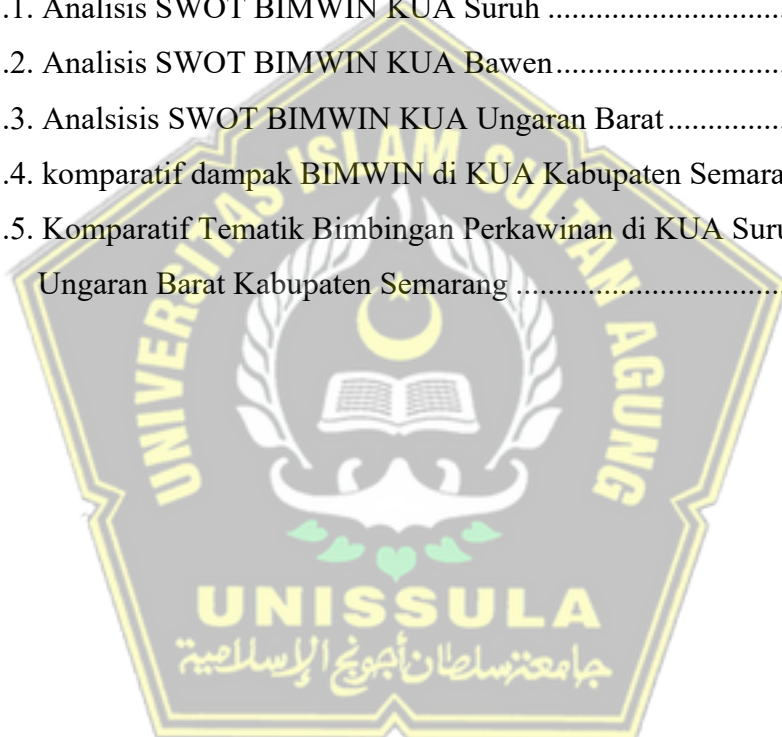 .1. Analisis SWOT BIMWIN KUA Suruh ........................
.2. Analisis SWOT BIMWIN KUA Bawen........................
.3. Analsisis SWOT BIMWIN KUA Ungaran Barat............
.4. komparatif dampak BIMWIN di KUA Kabupaten Semara
.5. Komparatif Tematik Bimbingan Perkawinan di KUA Suru
Ungaran Barat Kabupaten Semarang ............................
UNIVERSITAS ISLAM SULTAN AGUNG
UNISSULA
جامعنسلطان أجونج الإسلامية